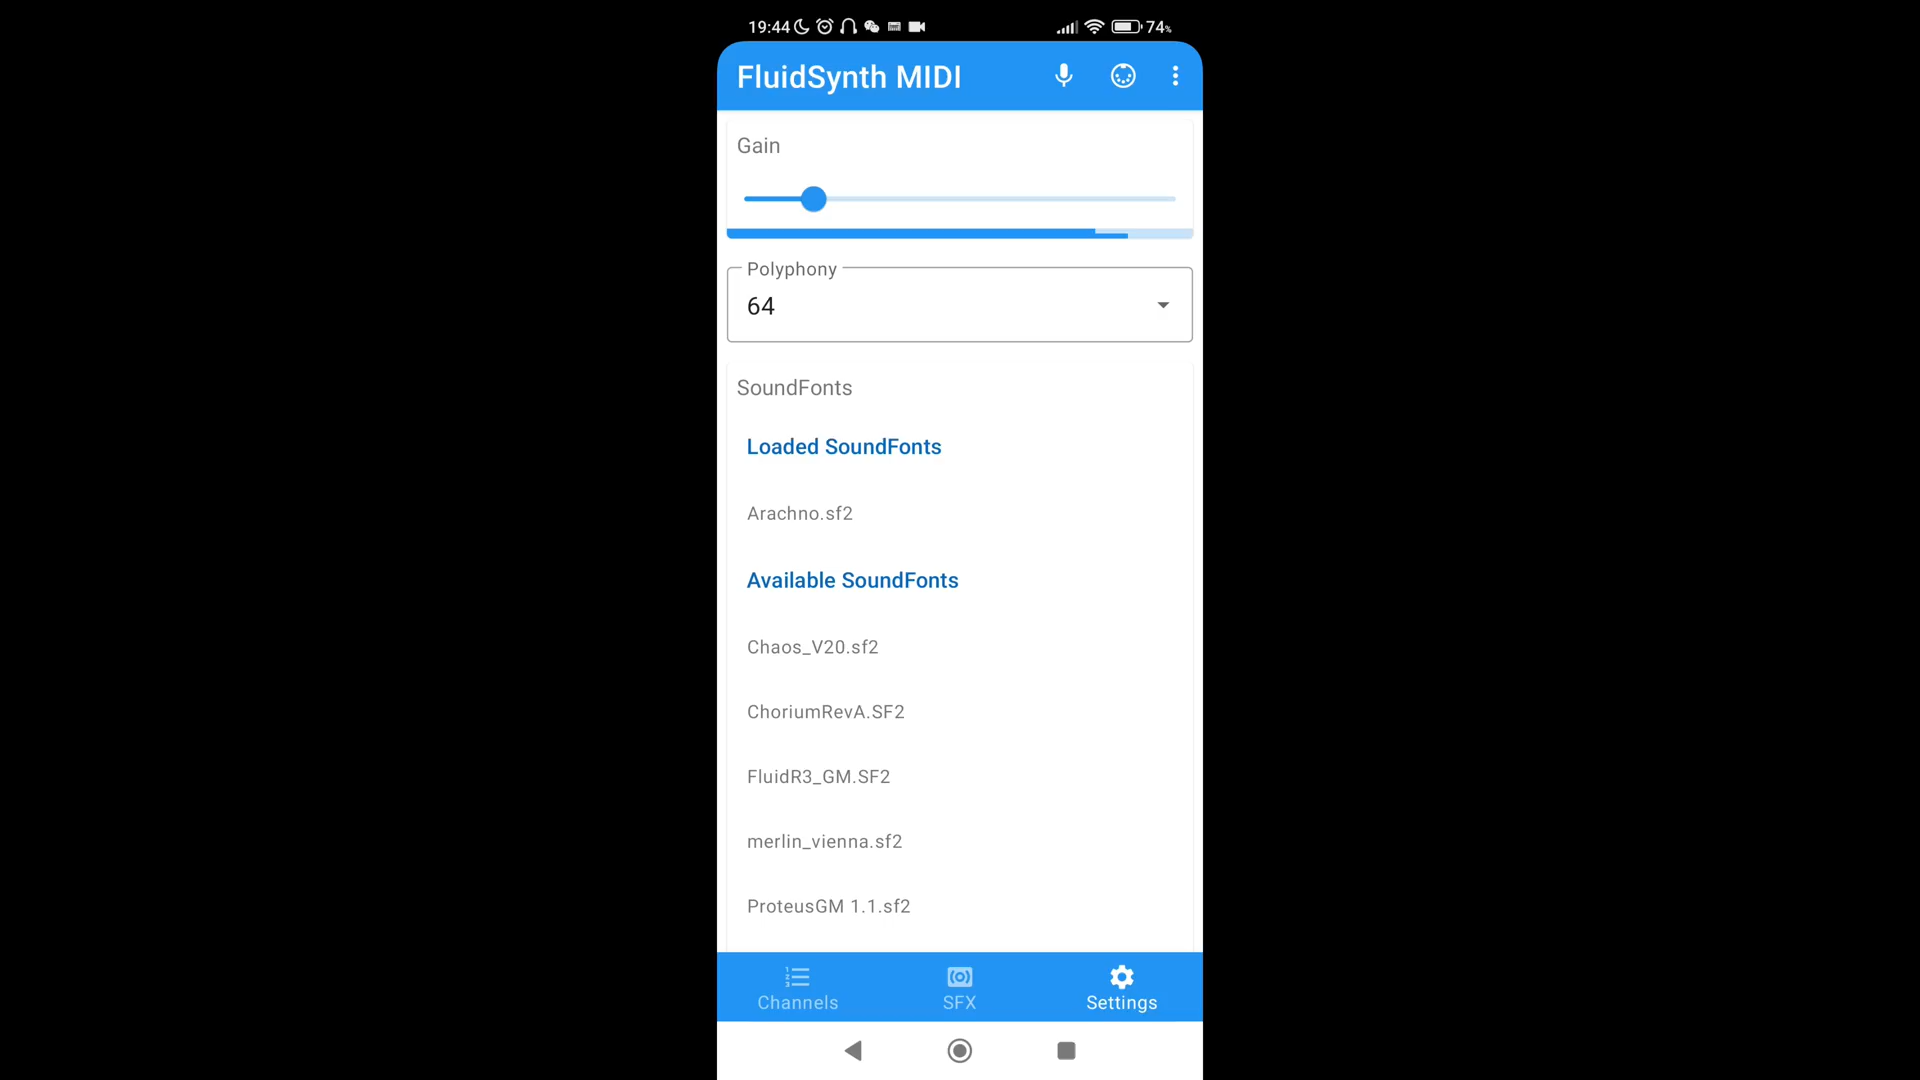 19:44 74%
FluidSynth MIDI
Gain
Polyphony
64
SoundFonts
Loaded SoundFonts
Arachno.sf2
Available SoundFonts
Chaos_V20.sf2
ChoriumRevA.SF2
FluidR3_GM.SF2
merlin_vienna.sf2
ProteusGM 1.1.sf2
Channels SFX Settings